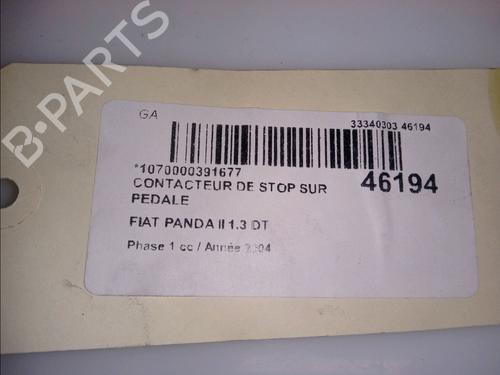 B-PARTS
GA
33340303 46194
*1070000391677
46194
CONTACTEUR DE STOP SUR
PEDALE
FIAT PANDA II 1.3 DT
Phase 1 cc / Année 2004